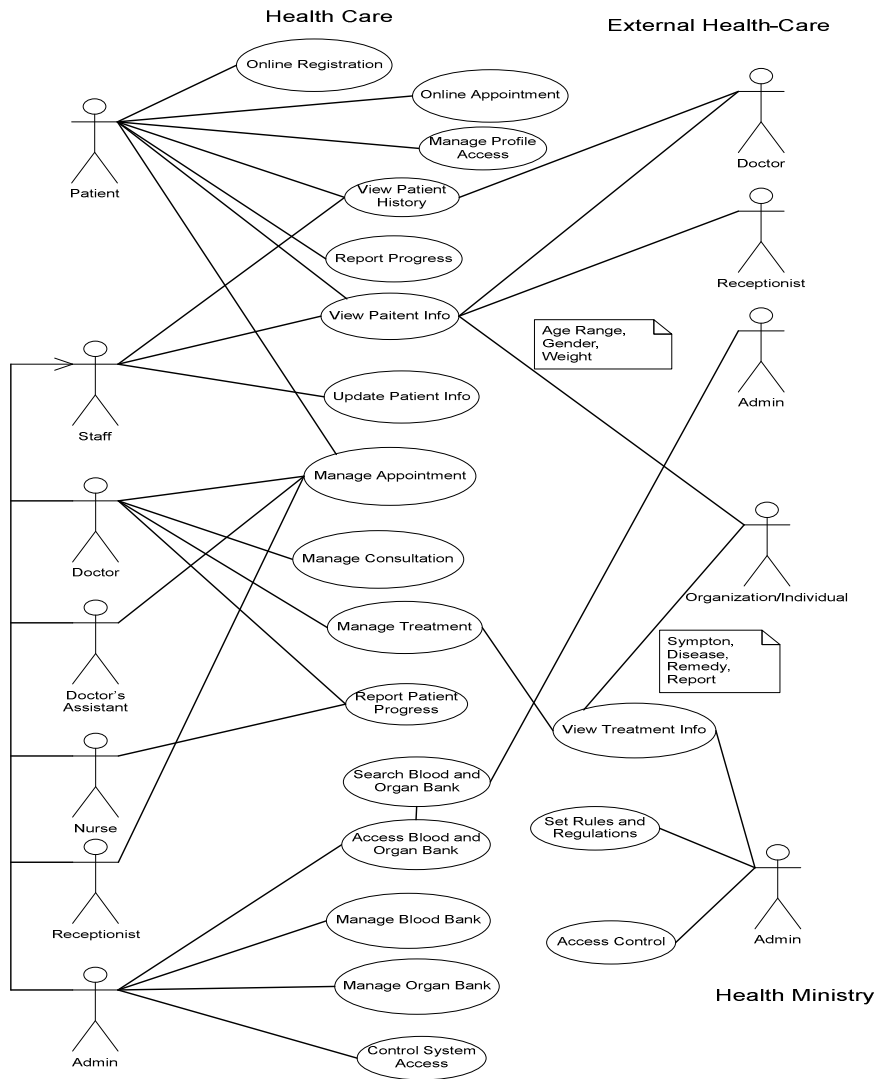 Health Care
External Health-Care
Online Registration
Online Appointment
Manage Profile
Access
Patient
Doctor
View Patient
History
Report Progress
Receptionist
View Paitent Info
Age Range,
Gender,
Weight
Update Patient Info
Admin
Staff
Manage Appointment
Manage Consultation
Doctor
Organization/Individual
Manage Treatment
Sympton,
Disease,
Remedy,
Report
Doctor's
Assistant
Report Patient
Progress
View Treatment Info
Search Blood and
Organ Bank
Nurse
Set Rules and
Regulations
Access Blood and
Organ Bank
Receptionist
Manage Blood Bank
Access Control
Admin
Manage Organ Bank
Health Ministry
Control System
Access
Admin